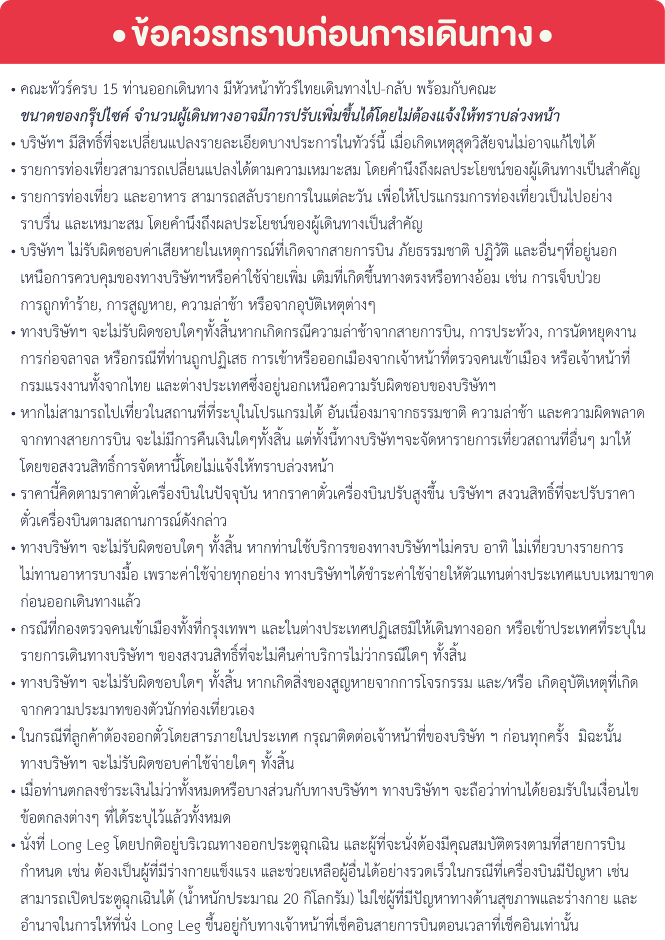 • ข้อควรทราบก่อนการเดินทาง •
• คณะทัวร์ครบ 15 ท่านออกเดินทาง มีหัวหน้าทัวร์ไทยเดินทางไป-กลับ พร้อมกับคณะ
ขนาดของกรุ๊ปไซค์ จำนวนผู้เดินทางอาจมีการปรับเพิ่มขึ้นได้โดยไม่ต้องแจ้งให้ทราบล่วงหน้า
• บริษัทฯ มีสิทธิ์ที่จะเปลี่ยนแปลงรายละเอียดบางประการในทัวร์นี้ เมื่อเกิดเหตุสุดวิสัยจนไม่อาจแก้ไขได้
• รายการท่องเที่ยวสามารถเปลี่ยนแปลงได้ตามความเหมาะสม โดยคำนึงถึงผลประโยชน์ของผู้เดินทางเป็นสำคัญ
• รายการท่องเที่ยว และอาหาร สามารถสลับรายการในแต่ละวัน เพื่อให้โปรแกรมการท่องเที่ยวเป็นไปอย่าง
ราบรื่น และเหมาะสม โดยคำนึงถึงผลประโยชน์ของผู้เดินทางเป็นสำคัญ
• บริษัทฯ ไม่รับผิดชอบค่าเสียหายในเหตุการณ์ที่เกิดจากสายการบิน ภัยธรรมชาติ ปฏิวัติ และอื่นๆที่อยู่นอก
เหนือการควบคุมของทางบริษัทฯหรือค่าใช้จ่ายเพิ่ม เติมที่เกิดขึ้นทางตรงหรือทางอ้อม เช่น การเจ็บป่วย
การถูกทำร้าย, การสูญหาย, ความล่าช้า หรือจากอุบัติเหตุต่างๆ
• ทางบริษัทฯ จะไม่รับผิดชอบใดๆทั้งสิ้นหากเกิดกรณีความล่าช้าจากสายการบิน, การประท้วง, การนัดหยุดงาน
การก่อจลาจล หรือกรณีที่ท่านถูกปฏิเสธ การเข้าหรือออกเมืองจากเจ้าหน้าที่ตรวจคนเข้าเมือง หรือเจ้าหน้าที่
กรมแรงงานทั้งจากไทย และต่างประเทศซึ่งอยู่นอกเหนือความรับผิดชอบของบริษัทฯ
• หากไม่สามารถไปเที่ยวในสถานที่ที่ระบุในโปรแกรมได้ อันเนื่องมาจากธรรมชาติ ความล่าช้า และความผิดพลาด
จากทางสายการบิน จะไม่มีการคืนเงินใดๆทั้งสิ้น แต่ทั้งนี้ทางบริษัทฯจะจัดหารายการเที่ยวสถานที่อื่นๆ มาให้
โดยขอสงวนสิทธิ์การจัดหานี้โดยไม่แจ้งให้ทราบล่วงหน้า
• ราคานี้คิดตามราคาตั๋วเครื่องบินในปัจจุบัน หากราคาตั๋วเครื่องบินปรับสูงขึ้น บริษัทฯ สงวนสิทธิ์ที่จะปรับราคา
ตั๋วเครื่องบินตามสถานการณ์ดังกล่าว
• ทางบริษัทฯ จะไม่รับผิดชอบใดๆ ทั้งสิ้น หากท่านใช้บริการของทางบริษัทฯไม่ครบ อาทิ ไม่เที่ยวบางรายการ
ไม่ทานอาหารบางมื้อ เพราะค่าใช้จ่ายทุกอย่าง ทางบริษัทฯได้ชำระค่าใช้จ่ายให้ตัวแทนต่างประเทศแบบเหมาขาด
ก่อนออกเดินทางแล้ว
• กรณีที่กองตรวจคนเข้าเมืองทั้งที่กรุงเทพฯ และในต่างประเทศปฏิเสธมิให้เดินทางออก หรือเข้าประเทศที่ระบุใน
รายการเดินทางบริษัทฯ ของสงวนสิทธิ์ที่จะไม่คืนค่าบริการไม่ว่ากรณีใดๆ ทั้งสิ้น
• ทางบริษัทฯ จะไม่รับผิดชอบใดๆ ทั้งสิ้น หากเกิดสิ่งของสูญหายจากการโจรกรรม และ/หรือ เกิดอุบัติเหตุที่เกิด
จากความประมาทของตัวนักท่องเที่ยวเอง
• ในกรณีที่ลูกค้าต้องออกตั๋วโดยสารภายในประเทศ กรุณาติดต่อเจ้าหน้าที่ของบริษัท ฯ ก่อนทุกครั้ง มิฉะนั้น
ทางบริษัทฯ จะไม่รับผิดชอบค่าใช้จ่ายใดๆ ทั้งสิ้น
• เมื่อท่านตกลงชำระเงินไม่ว่าทั้งหมดหรือบางส่วนกับทางบริษัทฯ ทางบริษัทฯ จะถือว่าท่านได้ยอมรับในเงื่อนไข
ข้อตกลงต่างๆ ที่ได้ระบุไว้แล้วทั้งหมด
• นั่งที่ Long Leg โดยปกติอยู่บริเวณทางออกประตูฉุกเฉิน และผู้ที่จะนั่งต้องมีคุณสมบัติตรงตามที่สายการบิน
กำหนด เช่น ต้องเป็นผู้ที่มีร่างกายแข็งแรง และช่วยเหลือผู้อื่นได้อย่างรวดเร็วในกรณีที่เครื่องบินมีปัญหา เช่น
สามารถเปิดประตูฉุกเฉินได้ (น้ำหนักประมาณ 20 กิโลกรัม) ไม่ใช่ผู้ที่มีปัญหาทางด้านสุขภาพและร่างกาย และ
อำนาจในการให้ที่นั่ง Long Leg ขึ้นอยู่กับทางเจ้าหน้าที่เช็คอินสายการบินตอนเวลาที่เช็คอินเท่านั้น